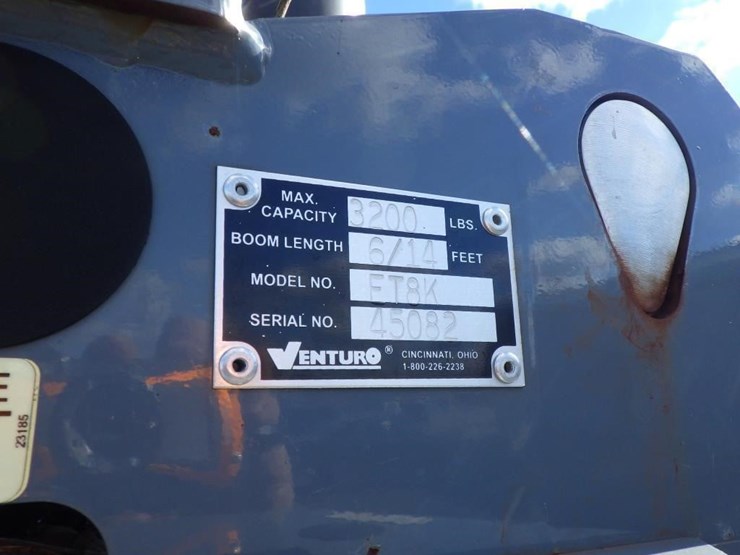 MAX.
CAPACITY 3200 LBS.
BOOM LENGTH 6/14 FEET
MODEL NO. ET8K
SERIAL NO. 45082
VENTURO® CINCINNATI, OHIO
1-800-226-2238
23185